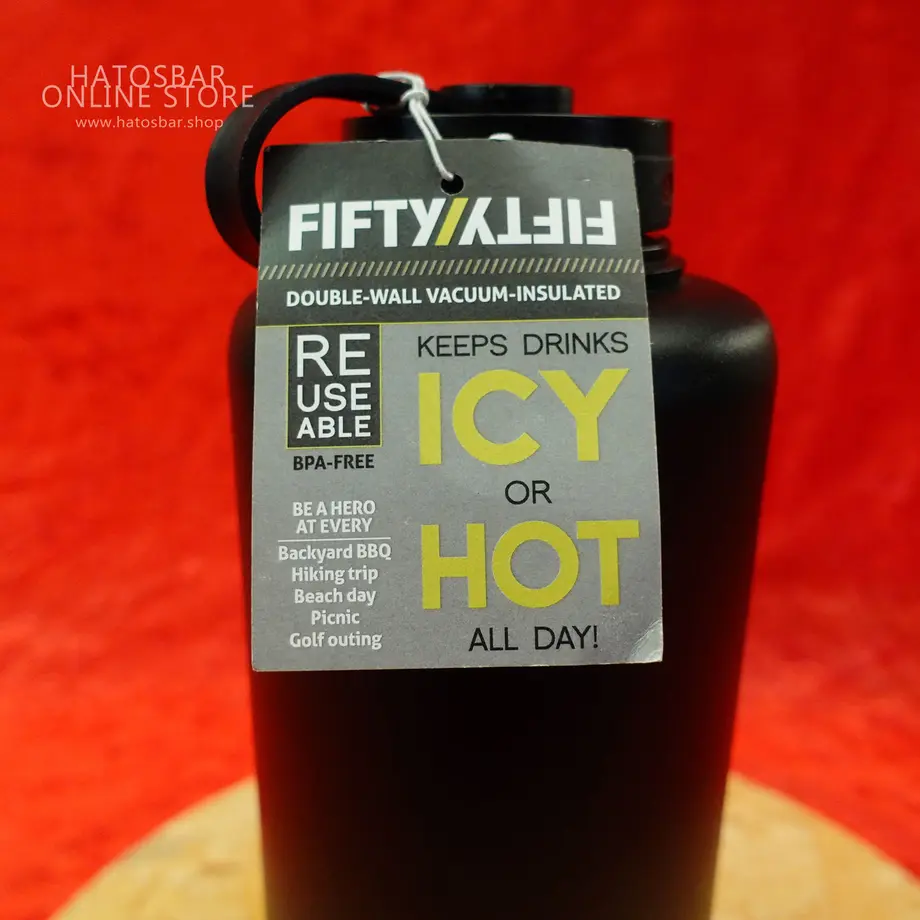 HATOSBAR
ONLINE STORE
www.hatosbar.shop
FIFTY//FIFTY
DOUBLE-WALL VACUUM-INSULATED
RE
USE
ABLE
BPA-FREE
BE A HERO
AT EVERY
Backyard BBQ
Hiking trip
Beach day
Picnic
Golf outing
KEEPS DRINKS
ICY
OR
HOT
ALL DAY!